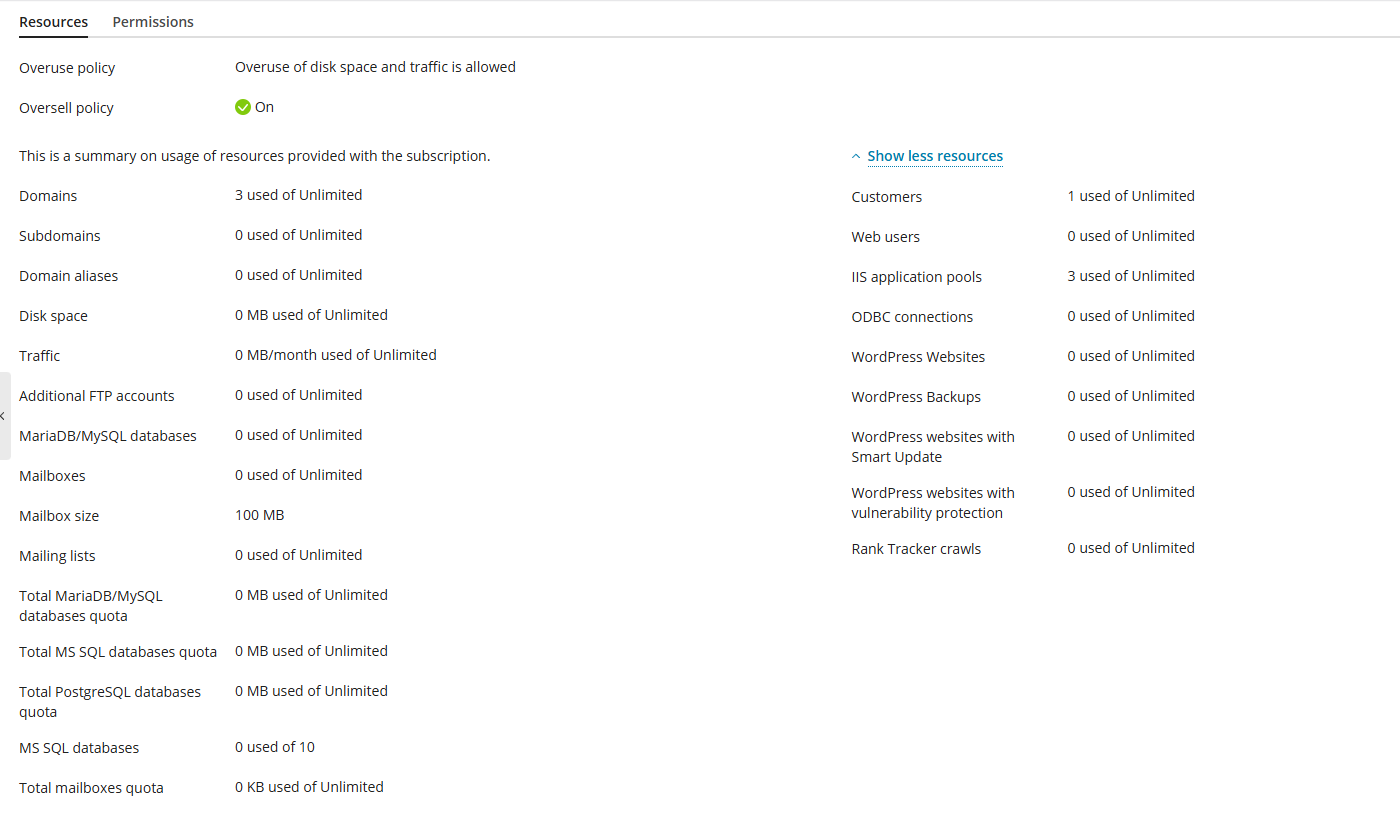 Resources Permissions
Overuse policy Overuse of disk space and traffic is allowed
Oversell policy On
This is a summary on usage of resources provided with the subscription.
Domains 3 used of Unlimited
Subdomains 0 used of Unlimited
Domain aliases 0 used of Unlimited
Disk space 0 MB used of Unlimited
Traffic 0 MB/month used of Unlimited
Additional FTP accounts 0 used of Unlimited
MariaDB/MySQL databases 0 used of Unlimited
Mailboxes 0 used of Unlimited
Mailbox size 100 MB
Mailing lists 0 used of Unlimited
Total MariaDB/MySQL 0 MB used of Unlimited
databases quota
Total MS SQL databases quota 0 MB used of Unlimited
Total PostgreSQL databases 0 MB used of Unlimited
quota
MS SQL databases 0 used of 10
Total mailboxes quota 0 KB used of Unlimited
Show less resources
Customers 1 used of Unlimited
Web users 0 used of Unlimited
IIS application pools 3 used of Unlimited
ODBC connections 0 used of Unlimited
WordPress Websites 0 used of Unlimited
WordPress Backups 0 used of Unlimited
WordPress websites with 0 used of Unlimited
Smart Update
WordPress websites with 0 used of Unlimited
vulnerability protection
Rank Tracker crawls 0 used of Unlimited